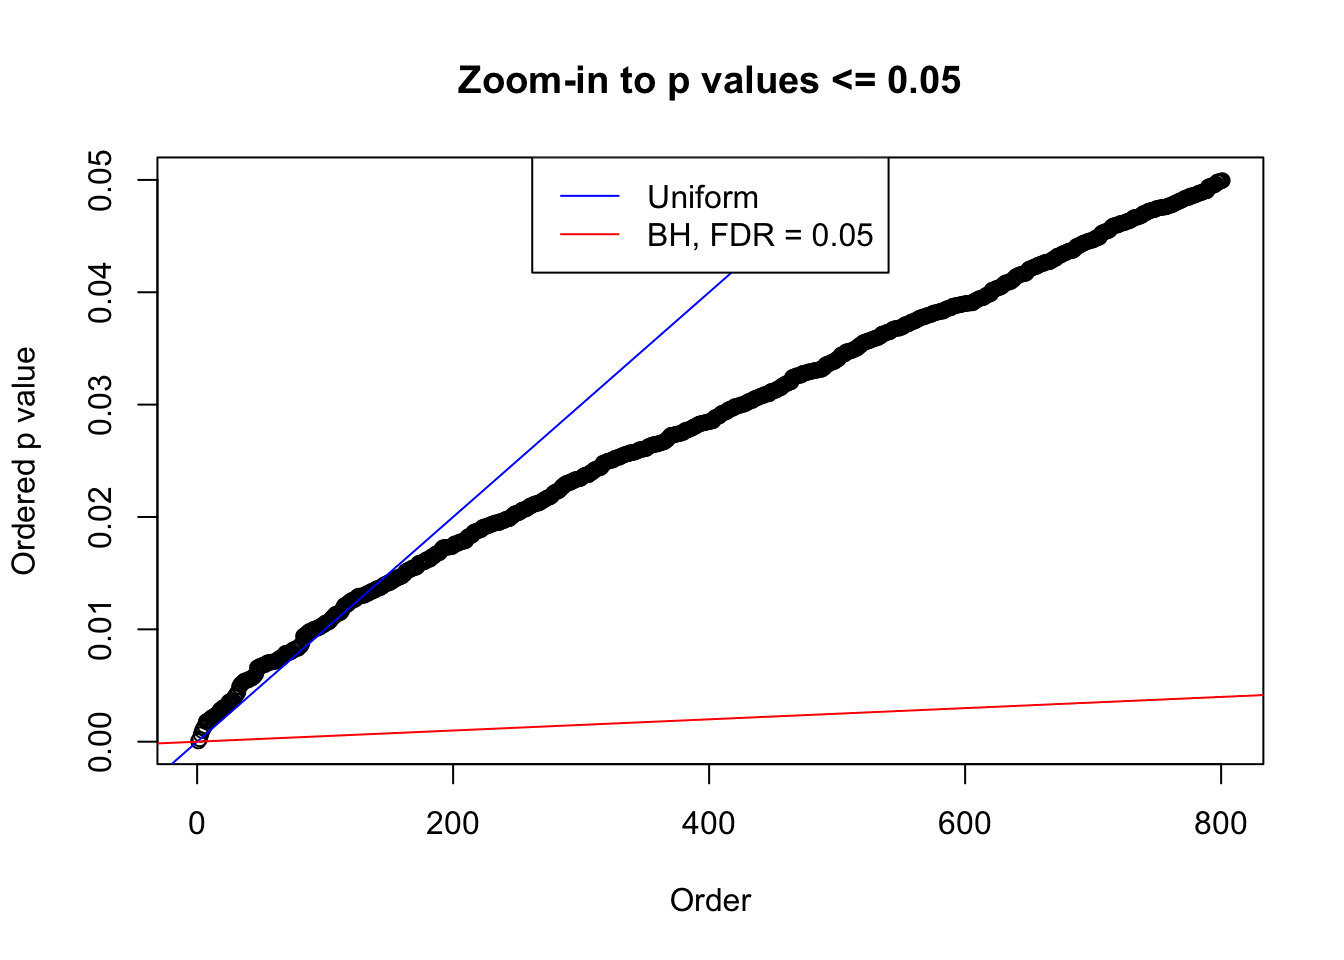 Zoom-in to p values <= 0.05
Uniform
BH, FDR = 0.05
Ordered p value
0.05
0.04
0.03
0.02
0.01
0.00
0 200 400 600 800
Order